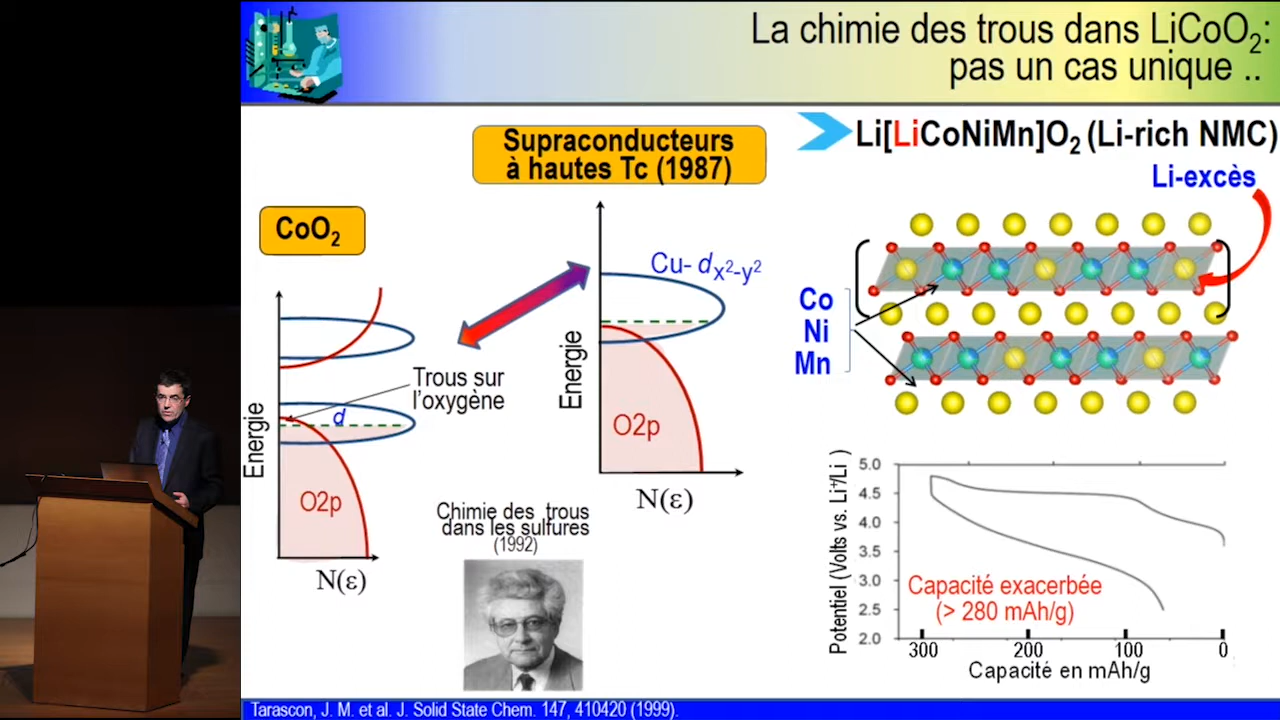 La chimie des trous dans LiCoO₂:
pas un cas unique ..
Supraconducteurs
à hautes Tc (1987)
CoO₂
Energie
d
O2p
N(ε)
Trous sur
l'oxygène
Cu- dx²-y²
Energie
O2p
N(ε)
Chimie des trous
dans les sulfures
(1992)
Li[LiCoNiMn]O₂ (Li-rich NMC)
Li-excès
Co
Ni
Mn
Potentiel (Volts vs. Li⁺/Li )
5.0
4.5
4.0
3.5
3.0
2.5
2.0
Capacité exacerbée
(> 280 mAh/g)
300 200 100 0
Capacité en mAh/g
Tarascon, J. M. et al. J. Solid State Chem. 147, 410420 (1999).